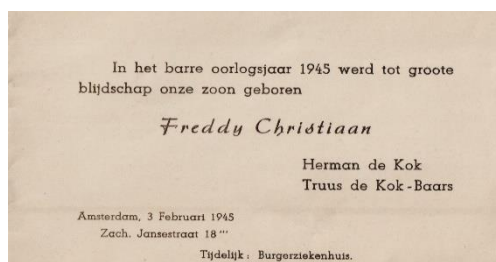 In het barre oorlogsjaar 1945 werd tot groote
blijdschap onze zoon geboren
Freddy Christiaan
Herman de Kok
Truus de Kok-Baars
Amsterdam, 3 Februari 1945
Zach. Jansestraat 18'''
Tijdelijk: Burgerziekenhuis.